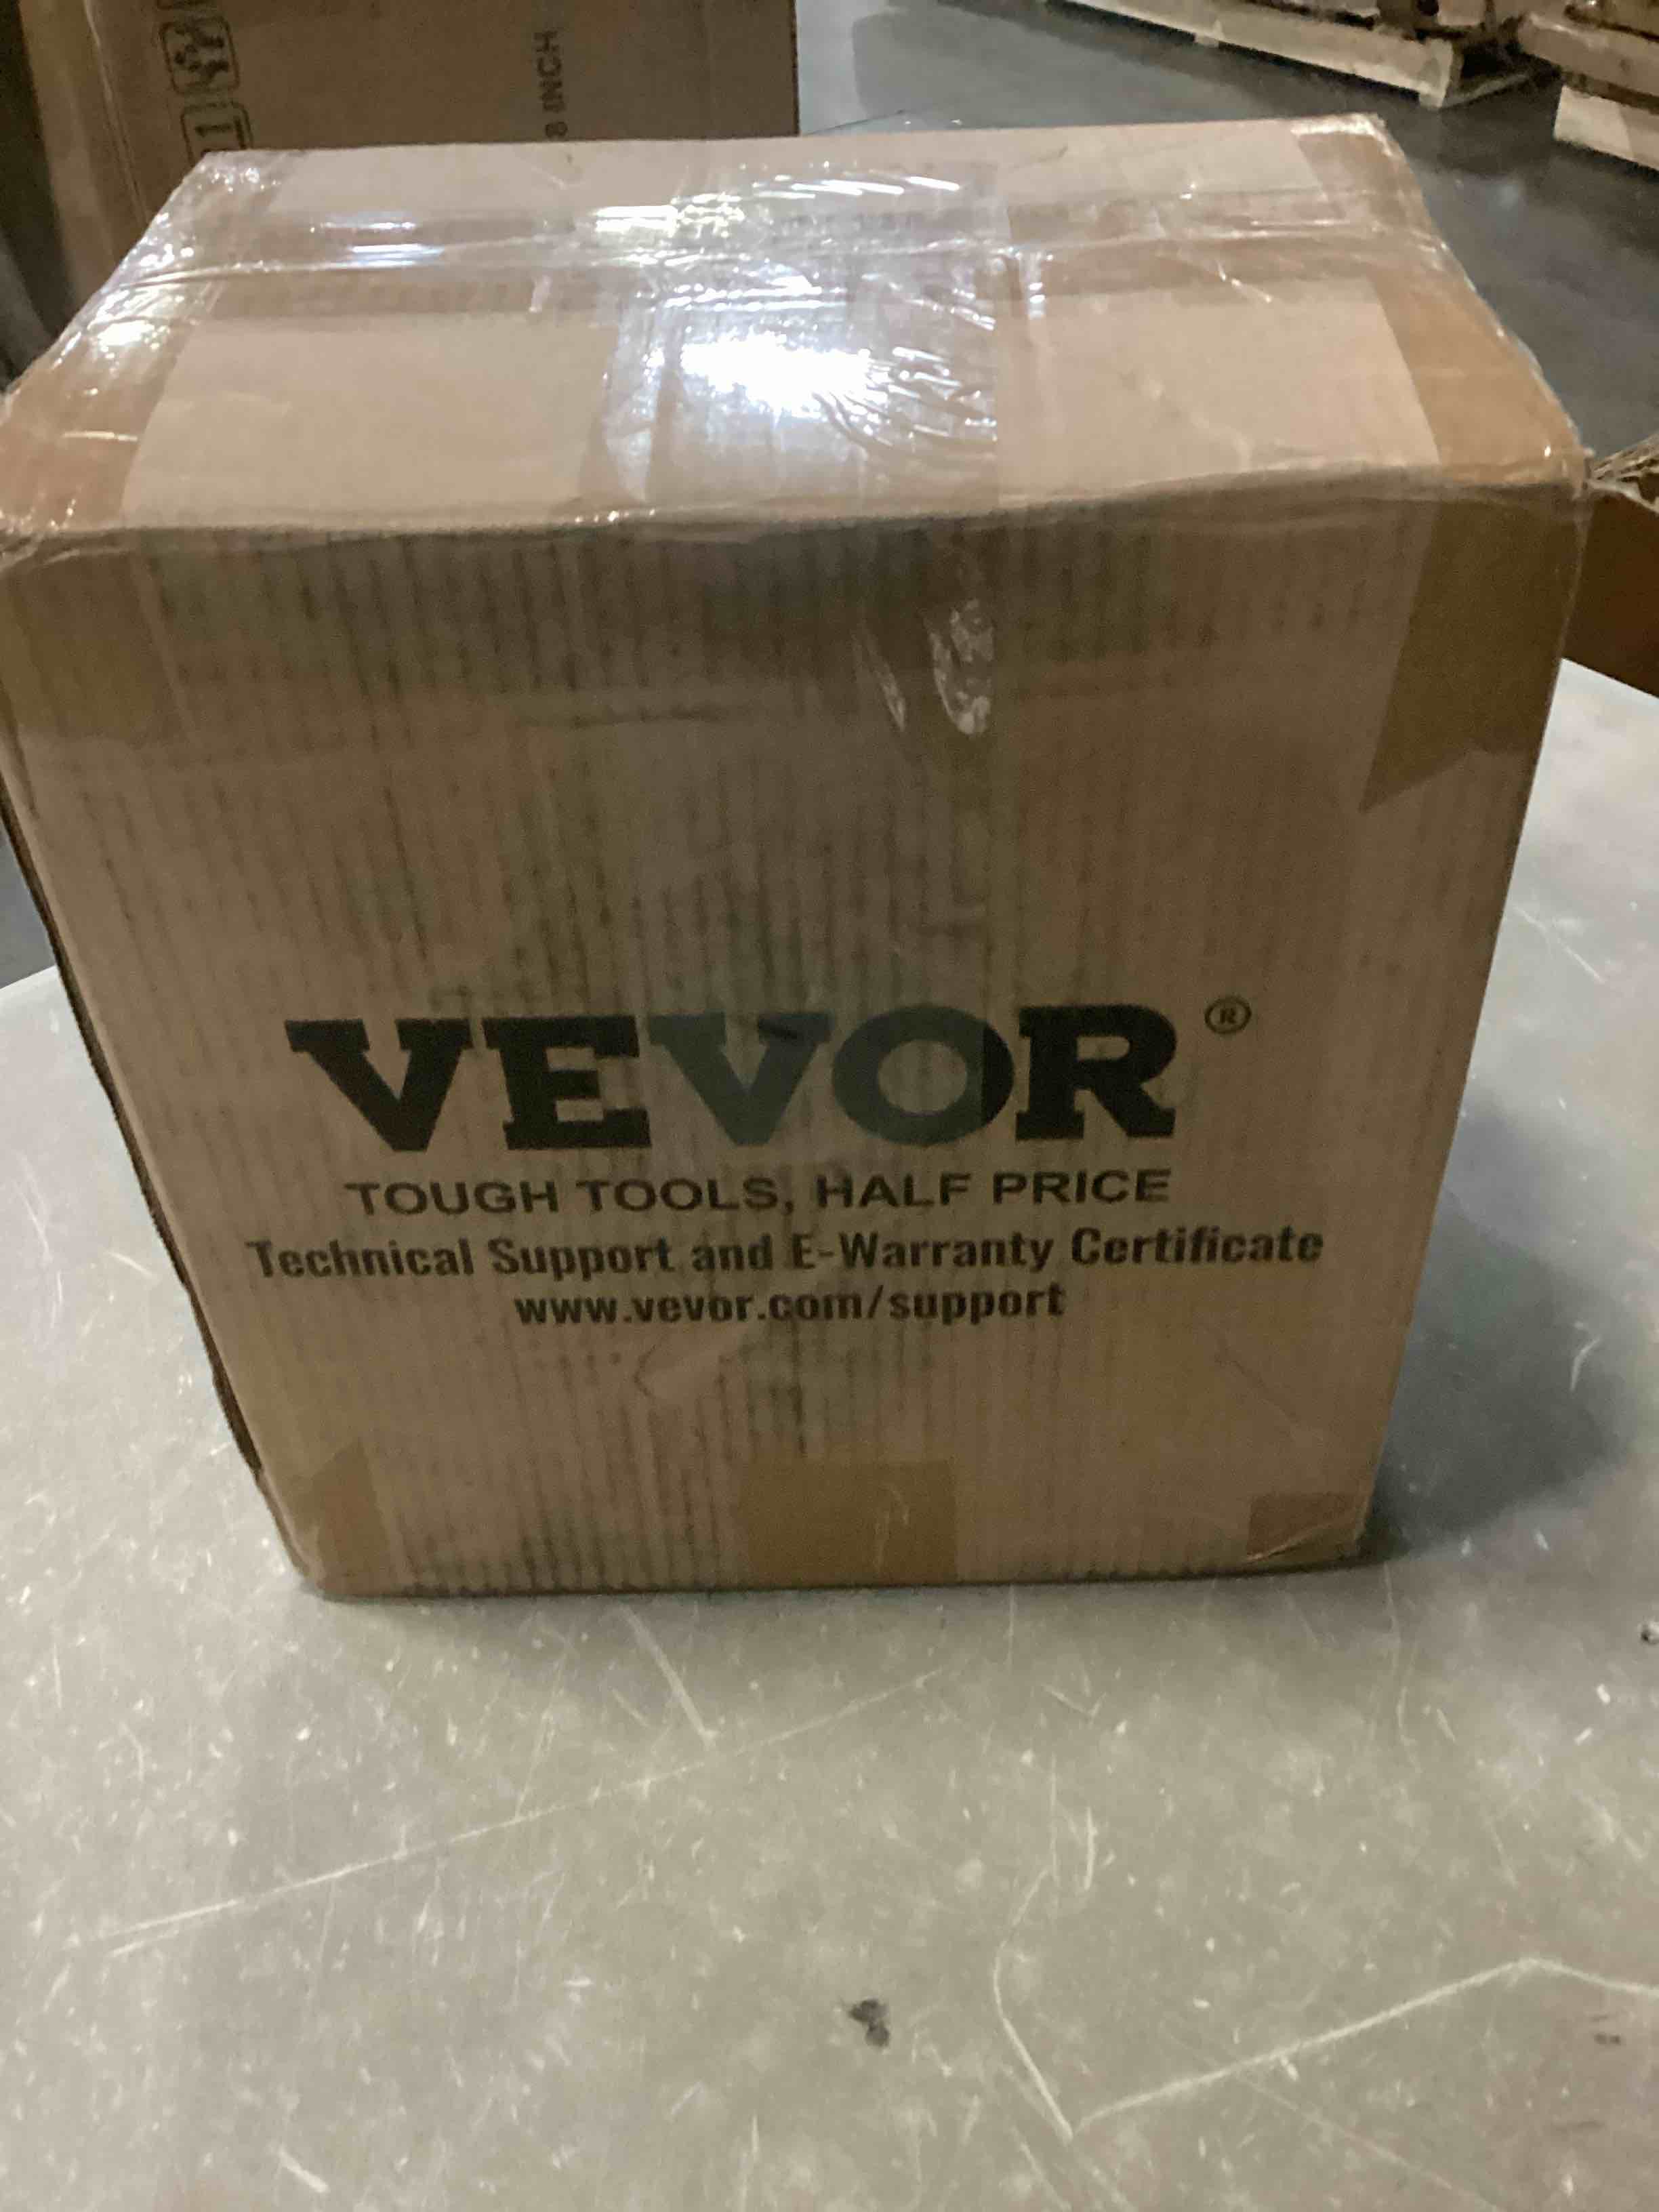 8 INCH
VEVOR®
TOUGH TOOLS, HALF PRICE
Technical Support and E-Warranty Certificate
www.vevor.com/support